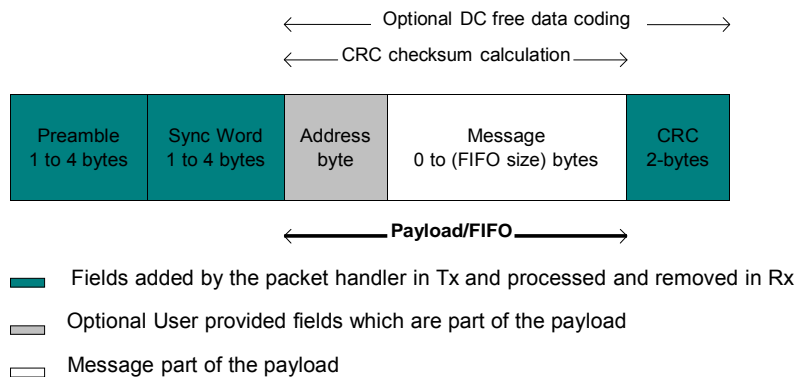 Optional DC free data coding
CRC checksum calculation
Preamble
1 to 4 bytes
Sync Word
1 to 4 bytes
Address
byte
Message
0 to (FIFO size) bytes
CRC
2-bytes
Payload/FIFO
Fields added by the packet handler in Tx and processed and removed in Rx
Optional User provided fields which are part of the payload
Message part of the payload